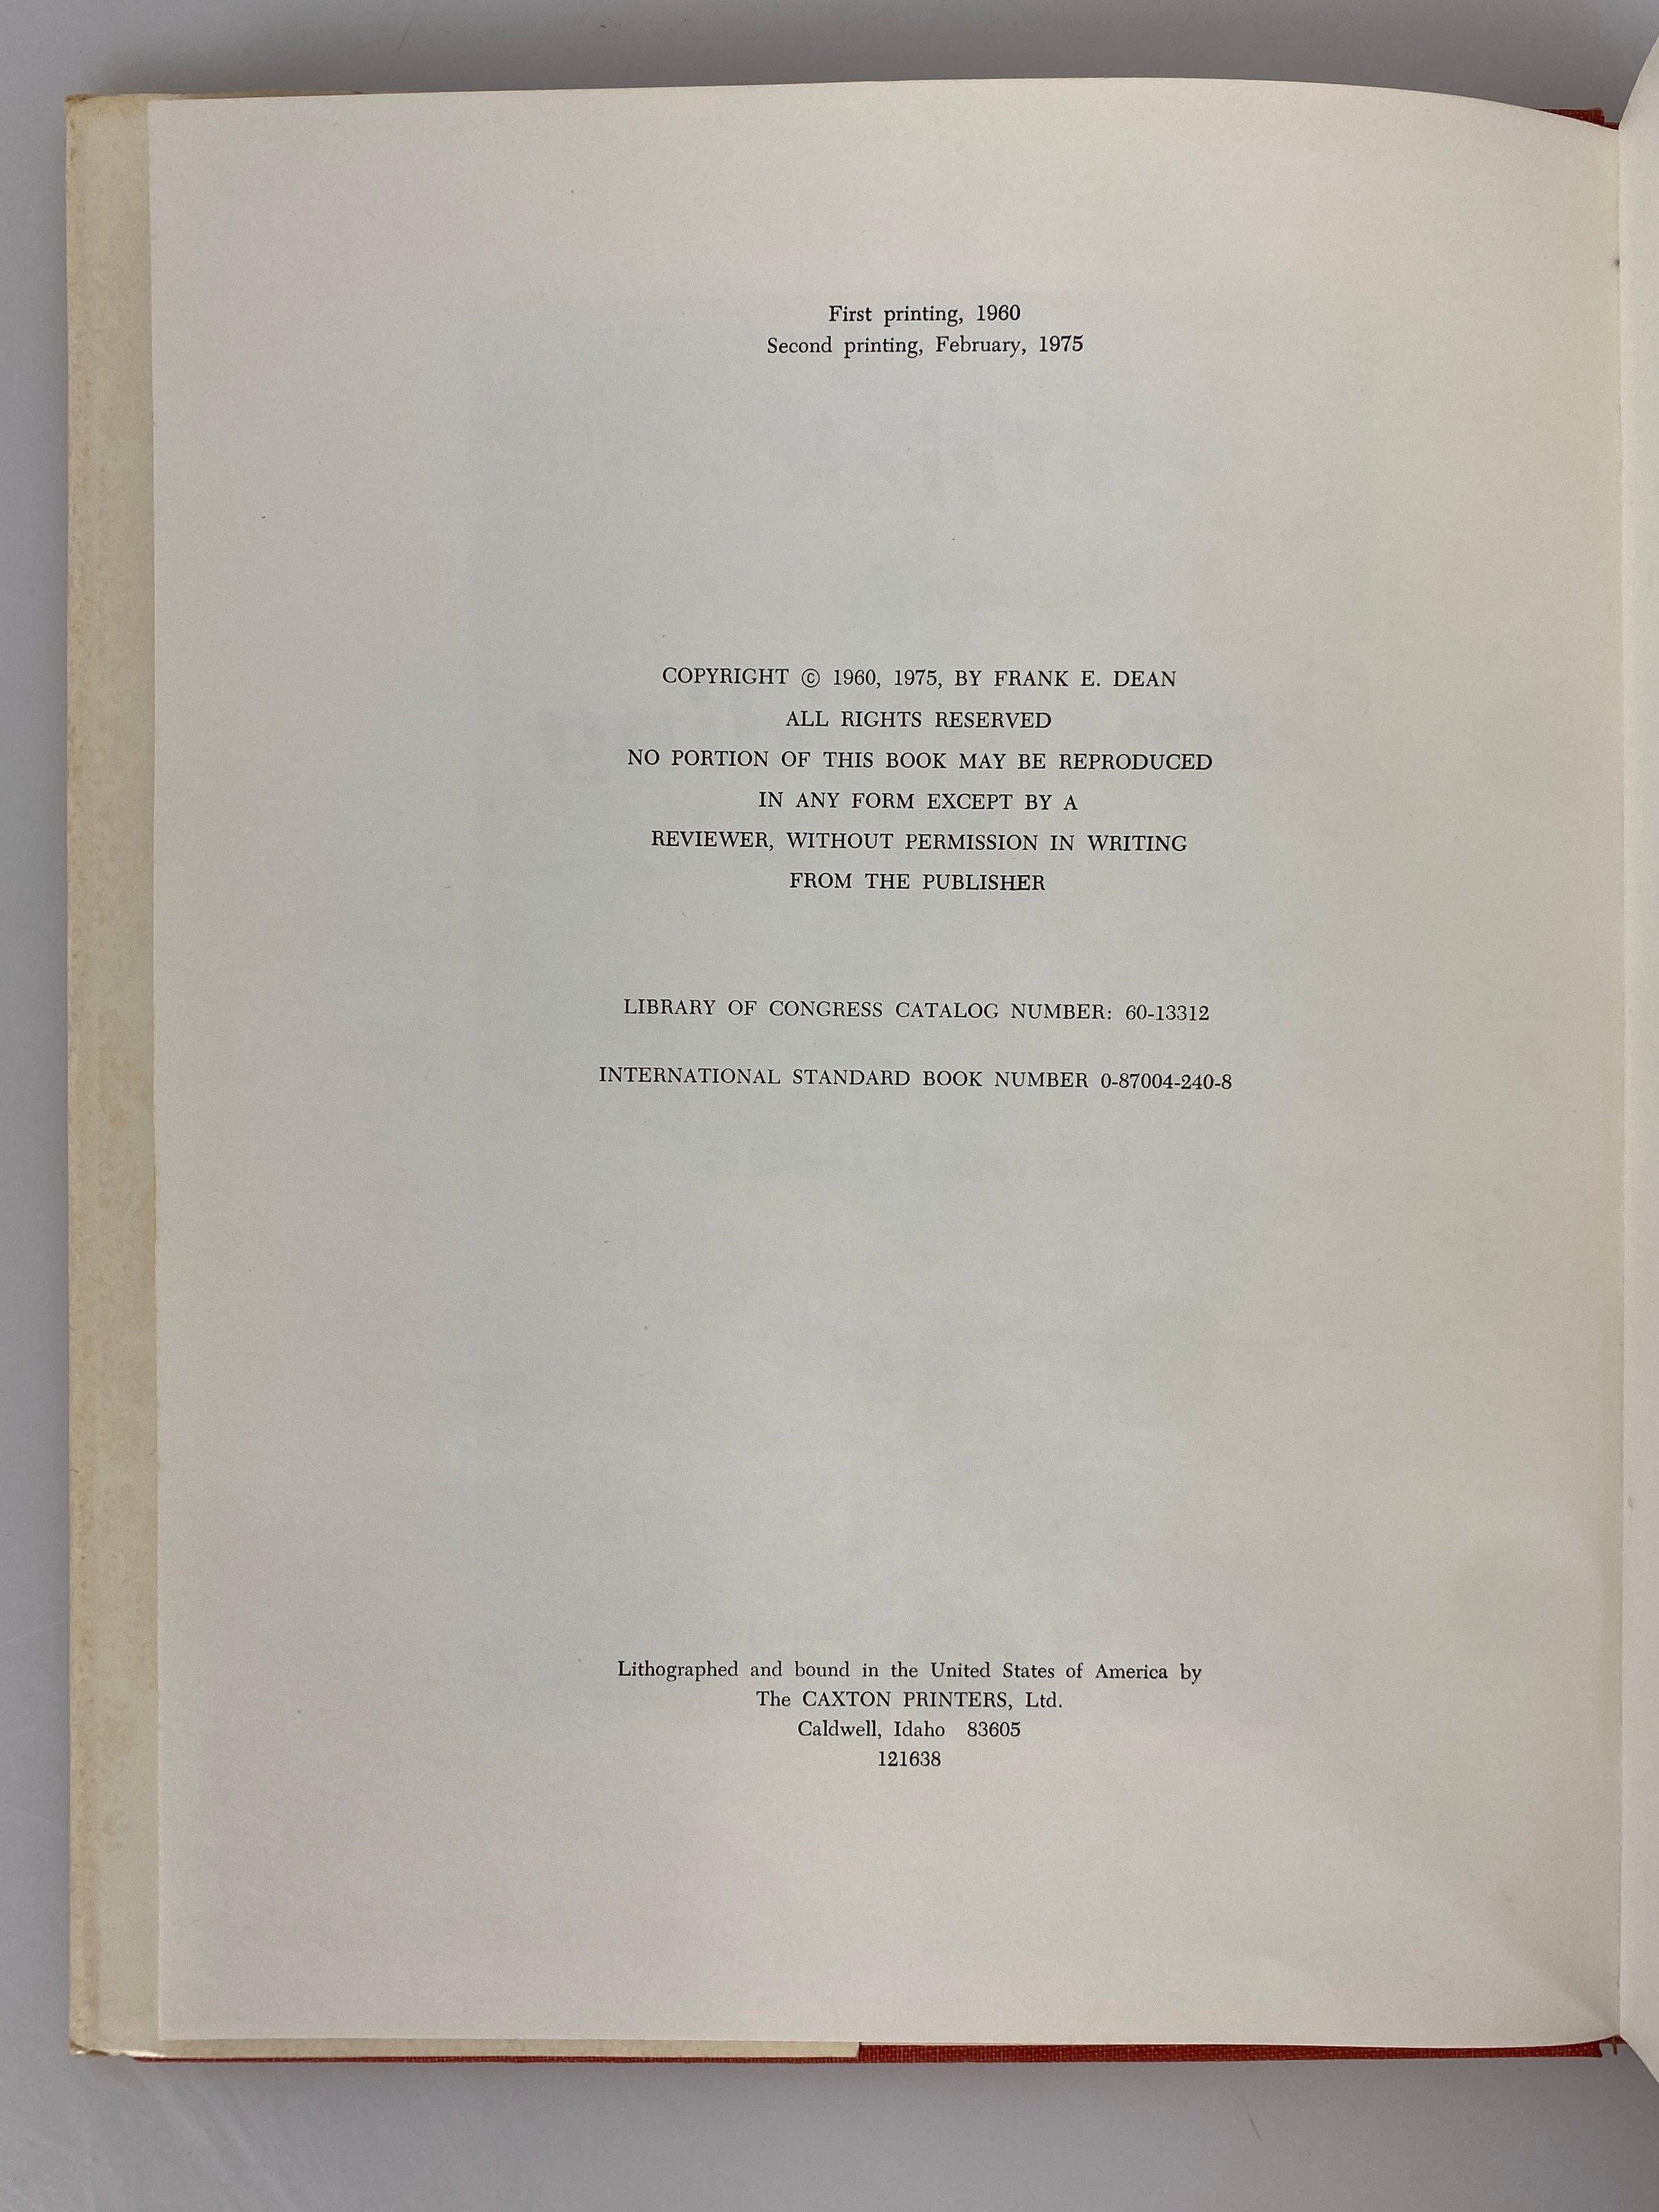 First printing, 1960
Second printing, February, 1975
COPYRIGHT © 1960, 1975, BY FRANK E. DEAN
ALL RIGHTS RESERVED
NO PORTION OF THIS BOOK MAY BE REPRODUCED
IN ANY FORM EXCEPT BY A
REVIEWER, WITHOUT PERMISSION IN WRITING
FROM THE PUBLISHER
LIBRARY OF CONGRESS CATALOG NUMBER: 60-13312
INTERNATIONAL STANDARD BOOK NUMBER 0-87004-240-8
Lithographed and bound in the United States of America by
The CAXTON PRINTERS, Ltd.
Caldwell, Idaho 83605
121638